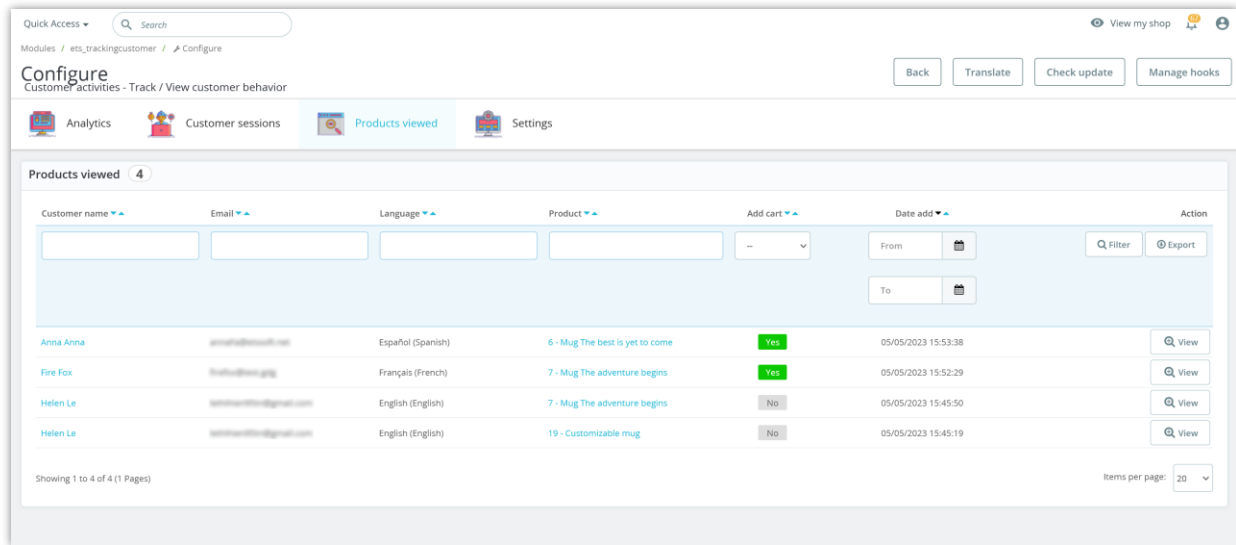 Quick Access Search View my shop
Modules / ets_trackingcustomer / Configure
Configure Back Translate Check update Manage hooks
Customer activities - Track / View customer behavior
Analytics Customer sessions Products viewed Settings
Products viewed 4
Customer name Email Language Product Add cart Date add Action
-- From Filter Export
To
Anna Anna Español (Spanish) 6 - Mug The best is yet to come Yes 05/05/2023 15:53:38 View
Fire Fox Français (French) 7 - Mug The adventure begins Yes 05/05/2023 15:52:29 View
Helen Le English (English) 7 - Mug The adventure begins No 05/05/2023 15:45:50 View
Helen Le English (English) 19 - Customizable mug No 05/05/2023 15:45:19 View
Showing 1 to 4 of 4 (1 Pages) Items per page: 20